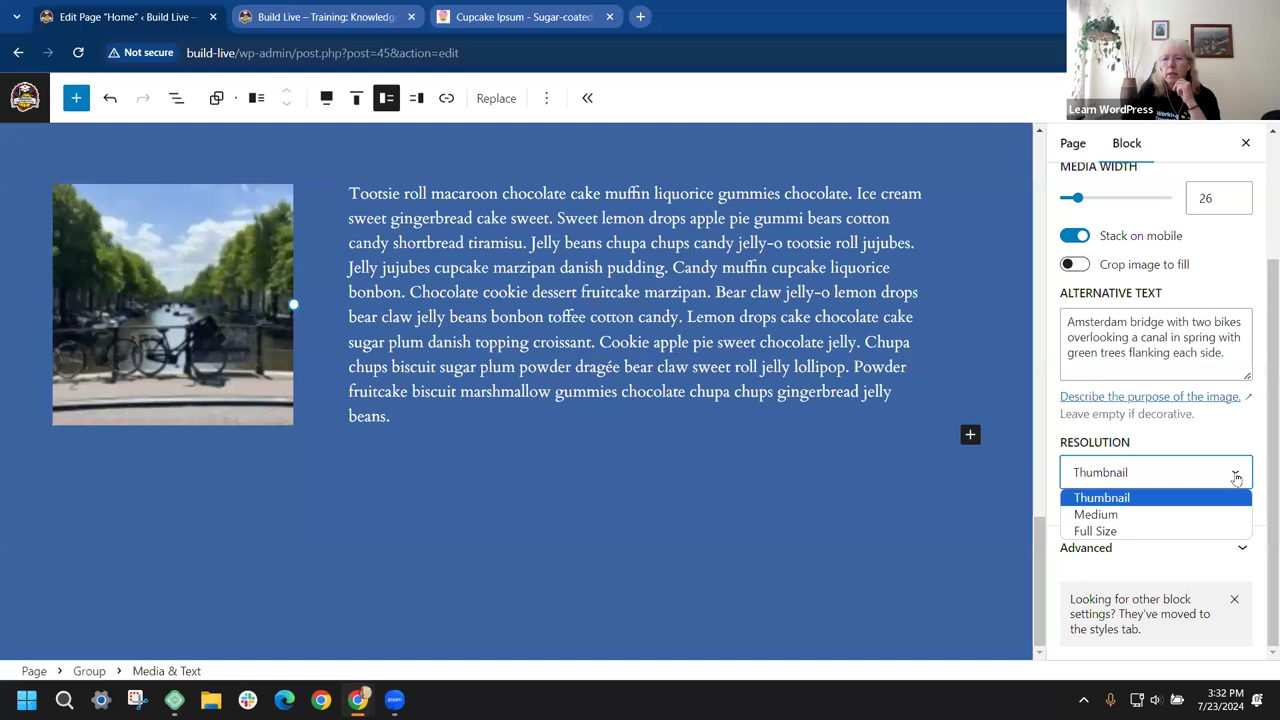 Edit Page "Home" ‹ Build Live –
Build Live – Training: Knowledge
Cupcake Ipsum - Sugar-coated
Not secure
build-live/wp-admin/post.php?post=45&action=edit
Learn WordPress
Replace
Page
Block
MEDIA WIDTH
26
Stack on mobile
Crop image to fill
ALTERNATIVE TEXT
Amsterdam bridge with two bikes
overlooking a canal in spring with
green trees flanking each side.
Describe the purpose of the image.
Leave empty if decorative.
RESOLUTION
Thumbnail
Thumbnail
Medium
Full Size
Advanced
Looking for other block
settings? They've moved to
the styles tab.
Tootsie roll macaroon chocolate cake muffin liquorice gummies chocolate. Ice cream
sweet gingerbread cake sweet. Sweet lemon drops apple pie gummi bears cotton
candy shortbread tiramisu. Jelly beans chupa chups candy jelly-o tootsie roll jujubes.
Jelly jujubes cupcake marzipan danish pudding. Candy muffin cupcake liquorice
bonbon. Chocolate cookie dessert fruitcake marzipan. Bear claw jelly-o lemon drops
bear claw jelly beans bonbon toffee cotton candy. Lemon drops cake chocolate cake
sugar plum danish topping croissant. Cookie apple pie sweet chocolate jelly. Chupa
chups biscuit sugar plum powder dragée bear claw sweet roll jelly lollipop. Powder
fruitcake biscuit marshmallow gummies chocolate chupa chups gingerbread jelly
beans.
Page
Group
Media & Text
zoom
3:32 PM
7/23/2024